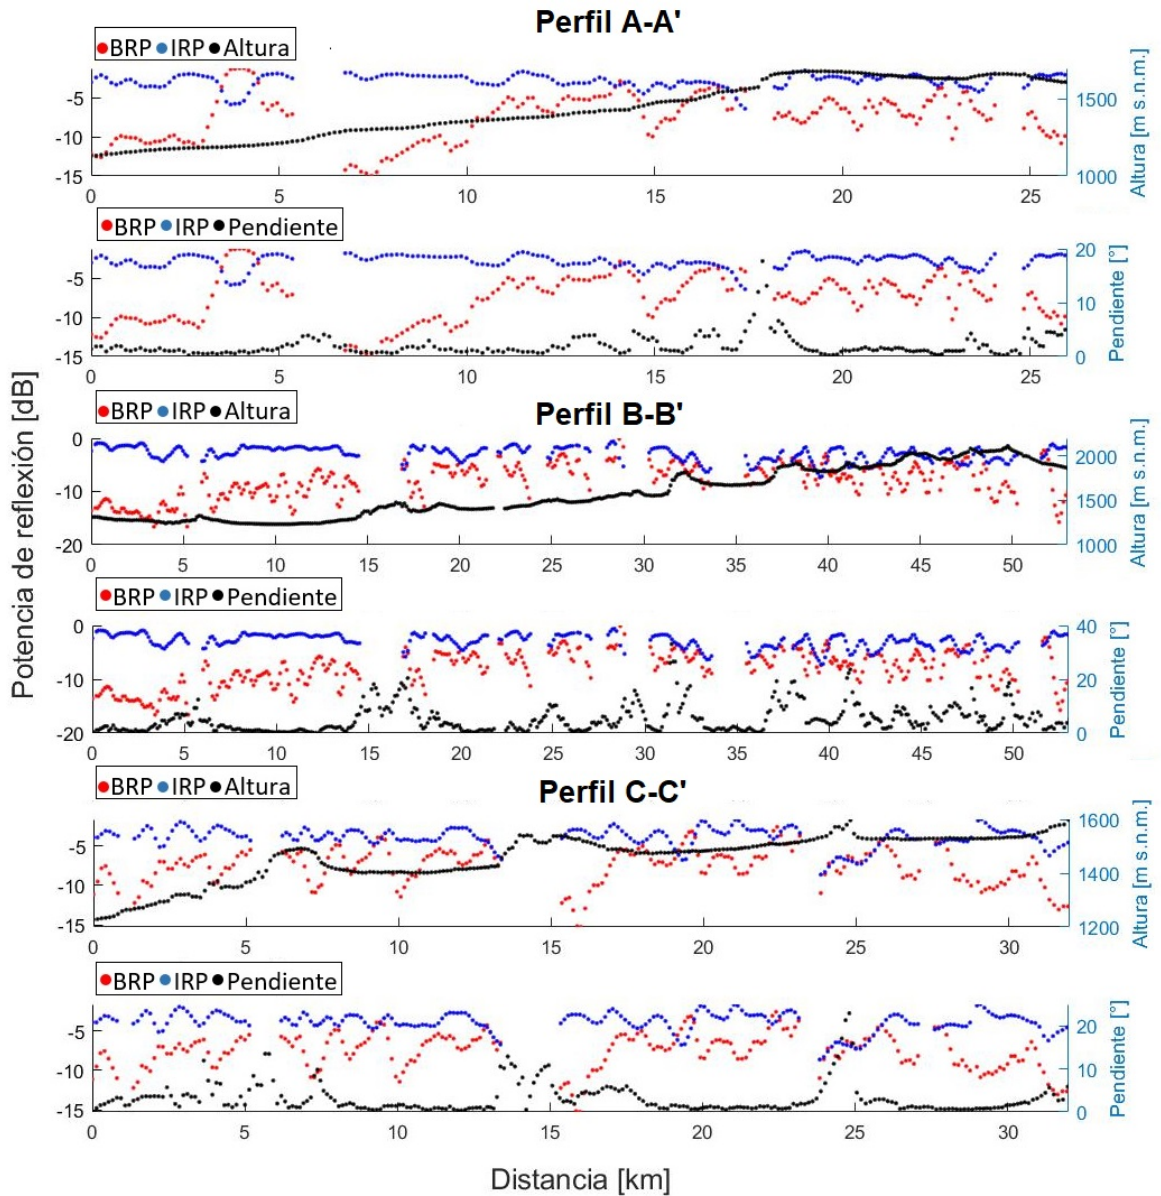 Perfil A-A'
BRP IRP Altura
-5
-10
-15
1500
1000
Altura [m s.n.m.]
0 5 10 15 20 25
BRP IRP Pendiente
-5
-10
-15
20
10
0
Pendiente [°]
0 5 10 15 20 25
Potencia de reflexión [dB]
Perfil B-B'
BRP IRP Altura
0
-10
-20
2000
1500
1000
Altura [m s.n.m.]
0 5 10 15 20 25 30 35 40 45 50
BRP IRP Pendiente
0
-10
-20
40
20
0
Pendiente [°]
0 5 10 15 20 25 30 35 40 45 50
Perfil C-C'
BRP IRP Altura
-5
-10
-15
1600
1400
1200
Altura [m s.n.m.]
0 5 10 15 20 25 30
BRP IRP Pendiente
-5
-10
-15
20
10
0
Pendiente [°]
0 5 10 15 20 25 30
Distancia [km]